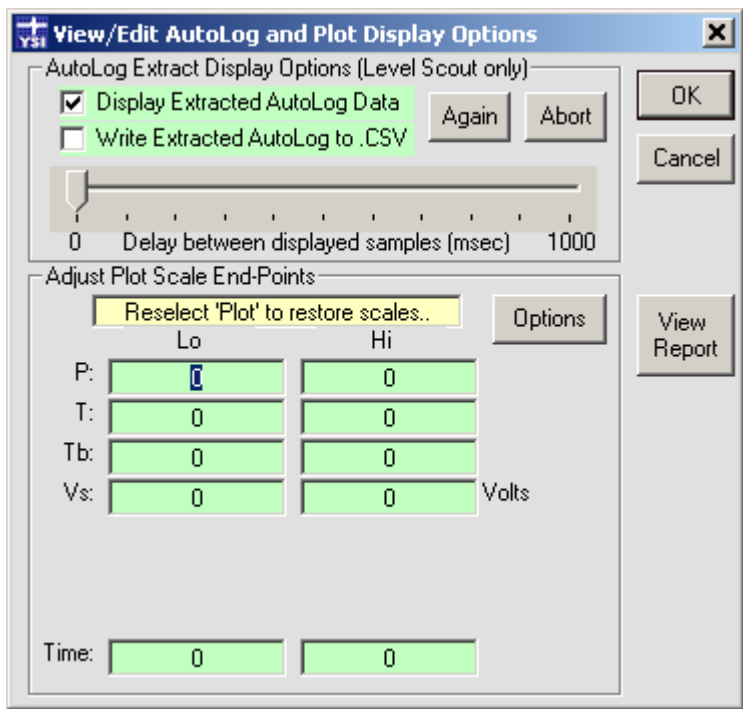 YSI View/Edit AutoLog and Plot Display Options
AutoLog Extract Display Options (Level Scout only)
Display Extracted AutoLog Data
Write Extracted AutoLog to .CSV
Again
Abort
OK
Cancel
0 Delay between displayed samples (msec) 1000
Adjust Plot Scale End-Points
Reselect 'Plot' to restore scales..
Options
View
Report
Lo Hi
P: 0 0
T: 0 0
Tb: 0 0
Vs: 0 0 Volts
Time: 0 0